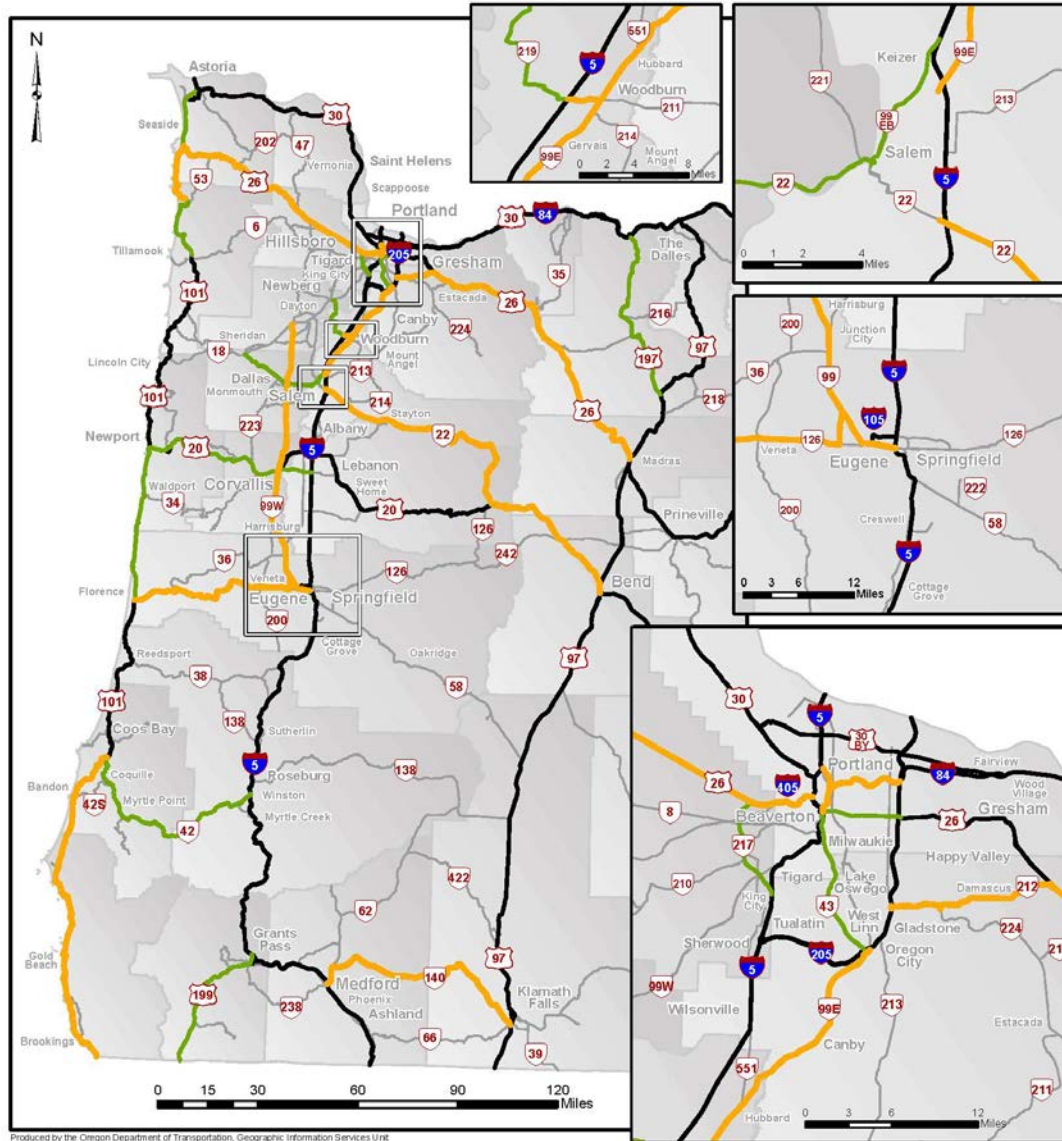 N
Astoria
30
Seaside
202
47
Saint Helens
Vernonia
Scappoose
53
26
Portland
30
84
6
Hillsboro
205
The
Dalles
Tillamook
Tigard
King City
Gresham
35
101
Newberg
Estacada
26
Dayton
Canby
224
216
97
Sheridan
Woodburn
197
Lincoln City
18
Mount
Angel
213
Dallas
Monmouth
Salem
214
218
101
Stayton
26
223
Albany
22
Newport
20
5
Lebanon
Madras
Corvallis
Sweet
Home
Waldport
34
99W
20
Prineville
Harrisburg
126
242
36
Veneta
126
Florence
Eugene
Springfield
Bend
200
Cottage
Grove
Reedsport
Oakridge
97
38
58
101
138
Coos Bay
Sutherlin
5
Roseburg
138
Bandon
Coquille
Winston
42S
Myrtle Point
Myrtle Creek
42
422
62
Grants
Pass
97
Gold
Beach
Medford
140
Klamath
Falls
199
Phoenix
238
Ashland
66
Brookings
39
0 15 30 60 90 120
Miles
551
219
5
Hubbard
Woodburn
211
214
Gervais
Mount
Angel
99E
0 2 4 8
Miles
99E
Keizer
221
213
99
EB
Salem
5
22
22
22
0 2 4
Miles
Harrisburg
200
Junction
City
36
99
5
105
126
126
Veneta
Eugene
Springfield
222
200
Creswell
58
5
0 3 6 12
Miles
Cottage
Grove
30
5
30
BY
Portland
Fairview
26
405
84
Wood
Village
8
Beaverton
Gresham
26
217
Milwaukie
Happy Valley
Tigard
Lake
Oswego
210
Damascus
212
King
City
43
West
Linn
Tualatin
Gladstone
224
Sherwood
Oregon
City
5
205
99W
99E
213
Wilsonville
Estacada
Canby
551
211
Hubbard
0 3 6 12
Miles
Produced by the Oregon Department of Transportation, Geographic Information Services Unit